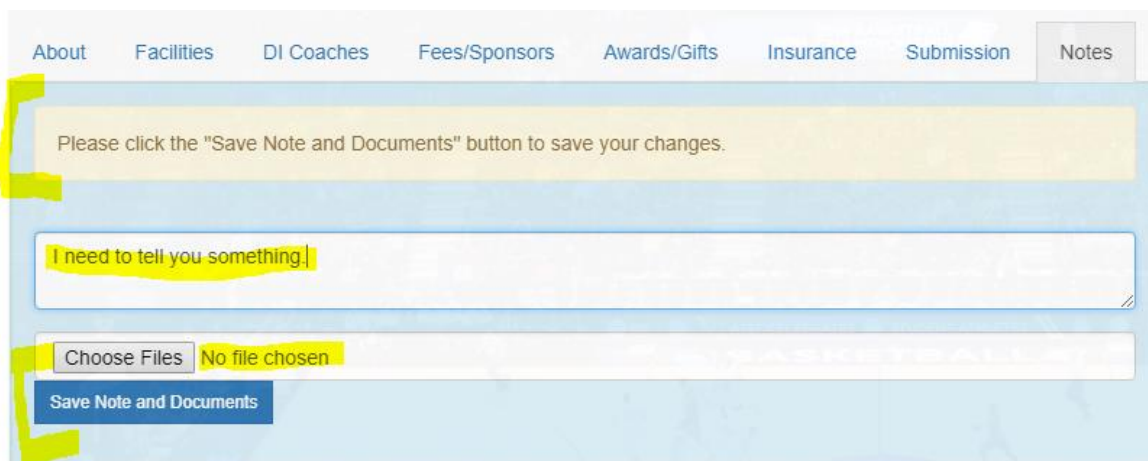 About Facilities DI Coaches Fees/Sponsors Awards/Gifts Insurance Submission Notes
Please click the "Save Note and Documents" button to save your changes.
I need to tell you something.
Choose Files No file chosen
BASKETBALL
Save Note and Documents